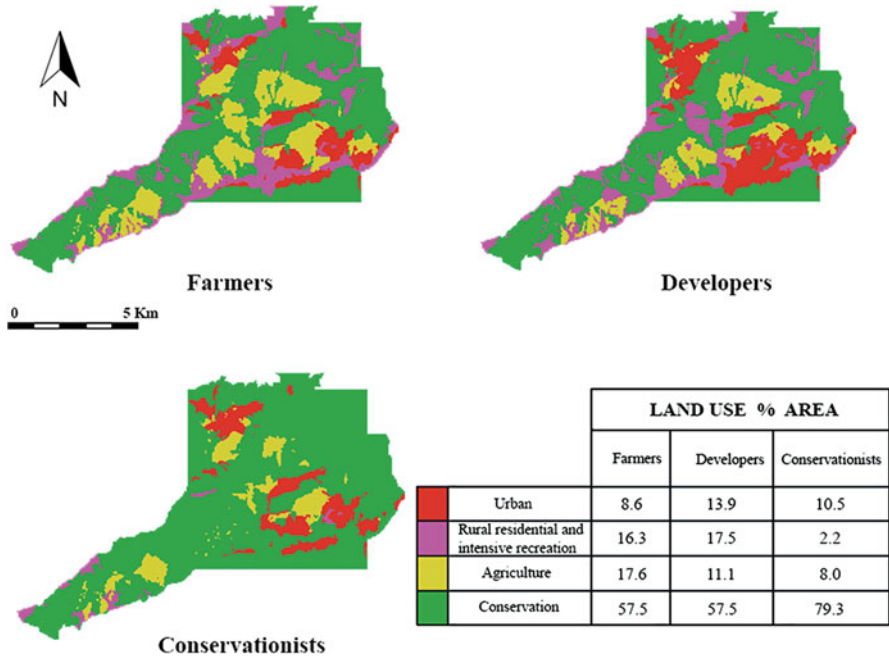 N
Farmers
Developers
0 5 Km
LAND USE % AREA
Farmers Developers Conservationists
Urban 8.6 13.9 10.5
Rural residential and
intensive recreation 16.3 17.5 2.2
Agriculture 17.6 11.1 8.0
Conservation 57.5 57.5 79.3
Conservationists